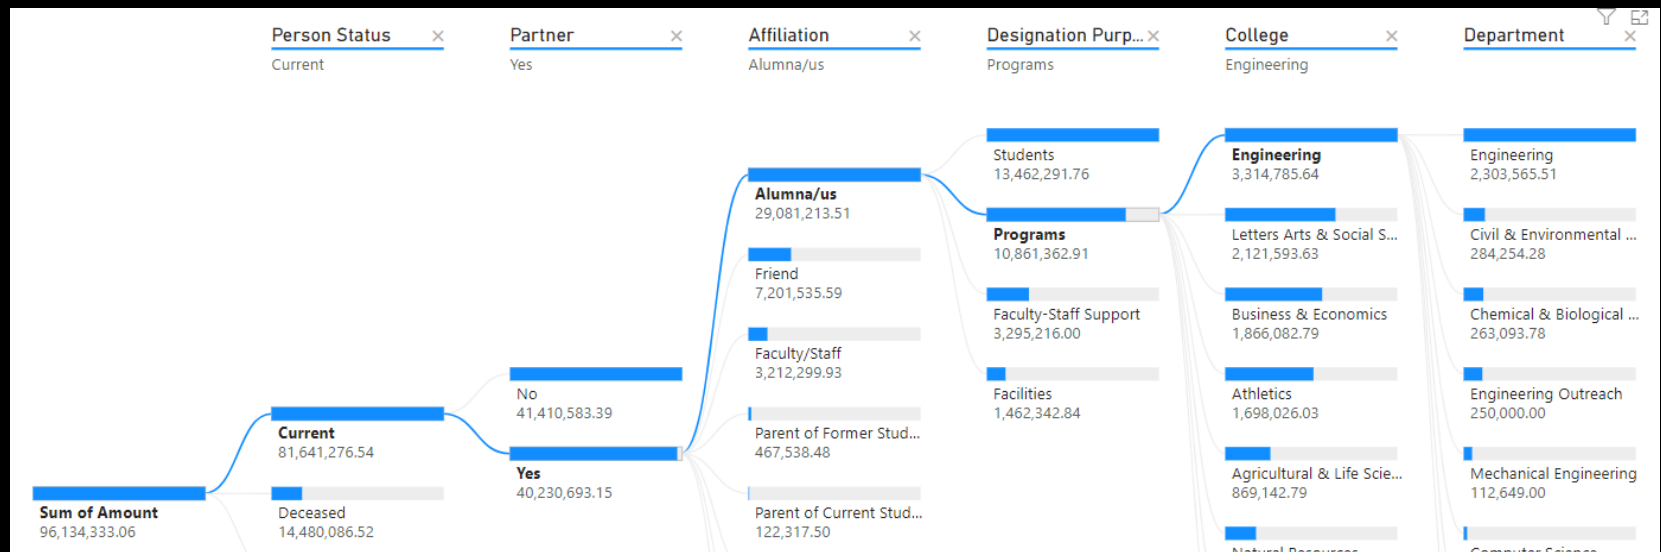 Person Status
Current
Partner
Yes
Affiliation
Alumna/us
Designation Purp...
Programs
College
Engineering
Department
Sum of Amount
96,134,333.06
Current
81,641,276.54
Deceased
14,480,086.52
No
41,410,583.39
Yes
40,230,693.15
Alumna/us
29,081,213.51
Friend
7,201,535.59
Faculty/Staff
3,212,299.93
Parent of Former Stud...
467,538.48
Parent of Current Stud...
122,317.50
Students
13,462,291.76
Programs
10,861,362.91
Faculty-Staff Support
3,295,216.00
Facilities
1,462,342.84
Engineering
3,314,785.64
Letters Arts & Social S...
2,121,593.63
Business & Economics
1,866,082.79
Athletics
1,698,026.03
Agricultural & Life Scie...
869,142.79
Natural Resources
Engineering
2,303,565.51
Civil & Environmental ...
284,254.28
Chemical & Biological ...
263,093.78
Engineering Outreach
250,000.00
Mechanical Engineering
112,649.00
Computer Science